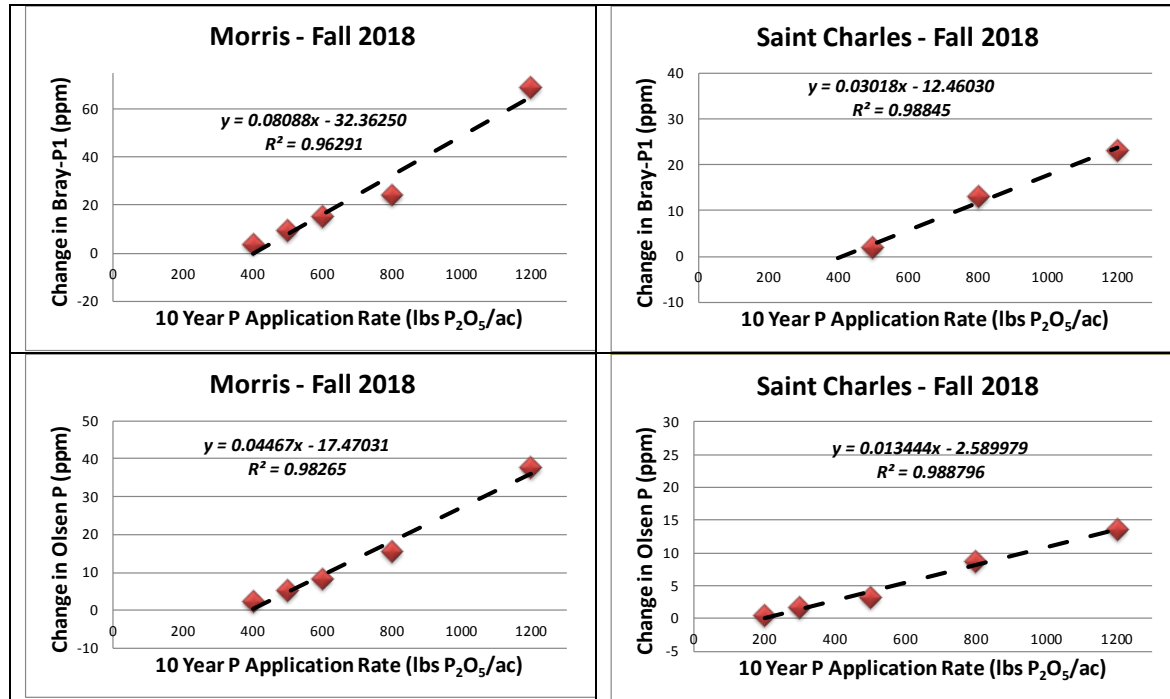 Morris - Fall 2018
Change in Bray-P1 (ppm)
60
40
20
0
-20
y = 0.08088x - 32.36250
R² = 0.96291
0
200
400
600
800
1000
1200
10 Year P Application Rate (lbs P₂O₅/ac)
Saint Charles - Fall 2018
Change in Bray-P1 (ppm)
40
30
20
10
0
-10
y = 0.03018x - 12.46030
R² = 0.98845
0
200
400
600
800
1000
1200
10 Year P Application Rate (lbs P₂O₅/ac)
Morris - Fall 2018
Change in Olsen P (ppm)
50
40
30
20
10
0
-10
y = 0.04467x - 17.47031
R² = 0.98265
0
200
400
600
800
1000
1200
10 Year P Application Rate (lbs P₂O₅/ac)
Saint Charles - Fall 2018
Change in Olsen P (ppm)
30
25
20
15
10
5
0
-5
y = 0.013444x - 2.589979
R² = 0.988796
0
200
400
600
800
1000
1200
10 Year P Application Rate (lbs P₂O₅/ac)